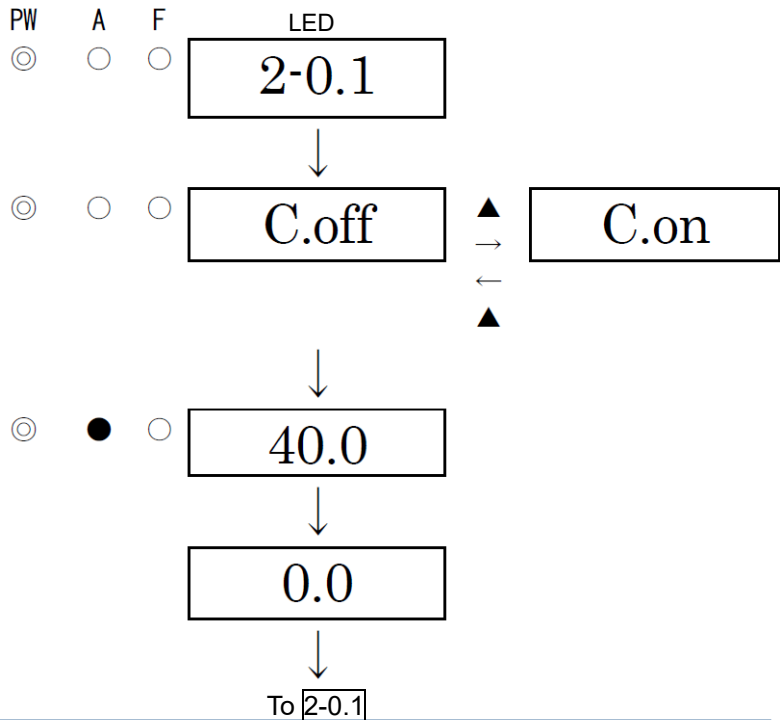 PW A F LED
◎ ○ ○ 2-0.1
↓
◎ ○ ○ C.off ▲ C.on
→
←
▲
↓
◎ ● ○ 40.0
↓
0.0
↓
To 2-0.1